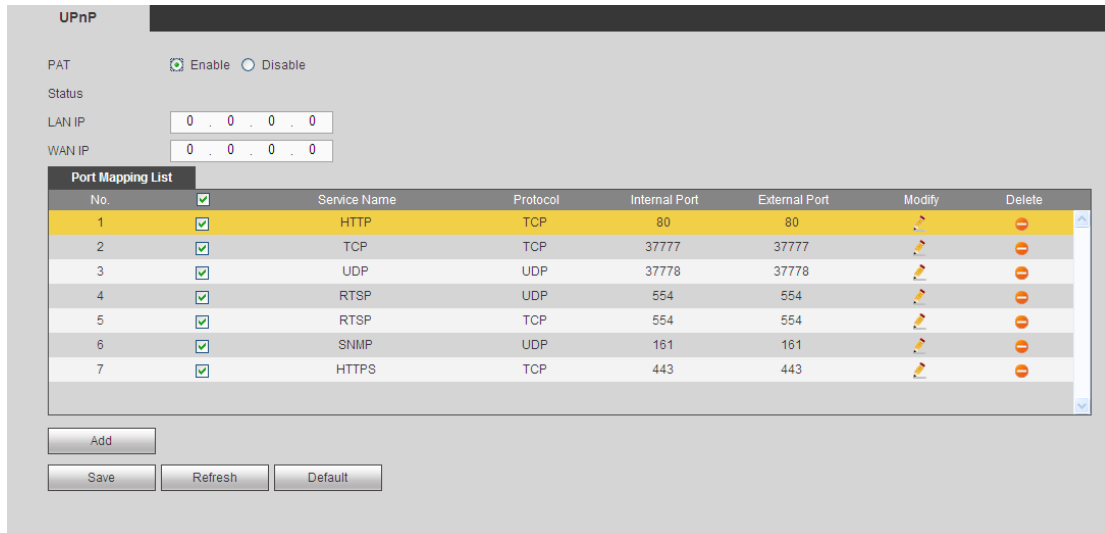 UPnP
PAT Enable Disable
Status
LAN IP 0 . 0 . 0 . 0
WAN IP 0 . 0 . 0 . 0
Port Mapping List
No. Service Name Protocol Internal Port External Port Modify Delete
1 HTTP TCP 80 80
2 TCP TCP 37777 37777
3 UDP UDP 37778 37778
4 RTSP UDP 554 554
5 RTSP TCP 554 554
6 SNMP UDP 161 161
7 HTTPS TCP 443 443
Add
Save Refresh Default